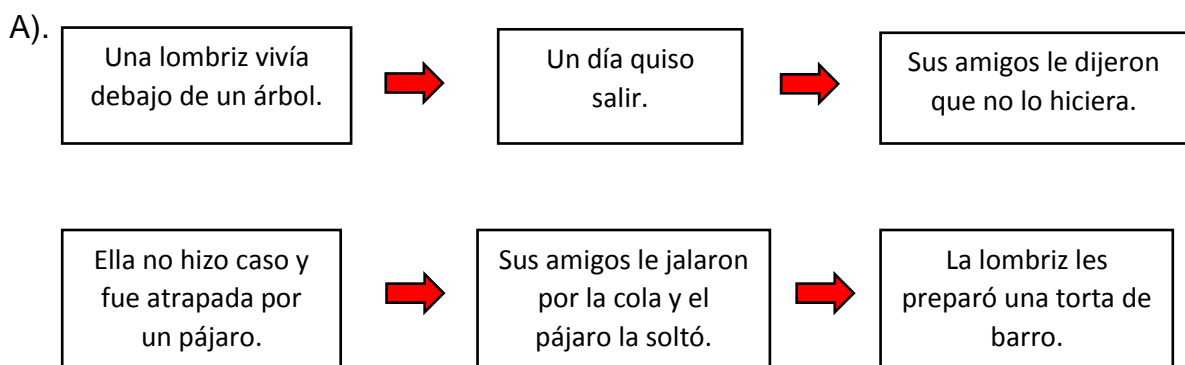 A).
Una lombriz vivía
debajo de un árbol.
Un día quiso
salir.
Sus amigos le dijeron
que no lo hiciera.
Ella no hizo caso y
fue atrapada por
un pájaro.
Sus amigos le jalaron
por la cola y el
pájaro la soltó.
La lombriz les
preparó una torta de
barro.